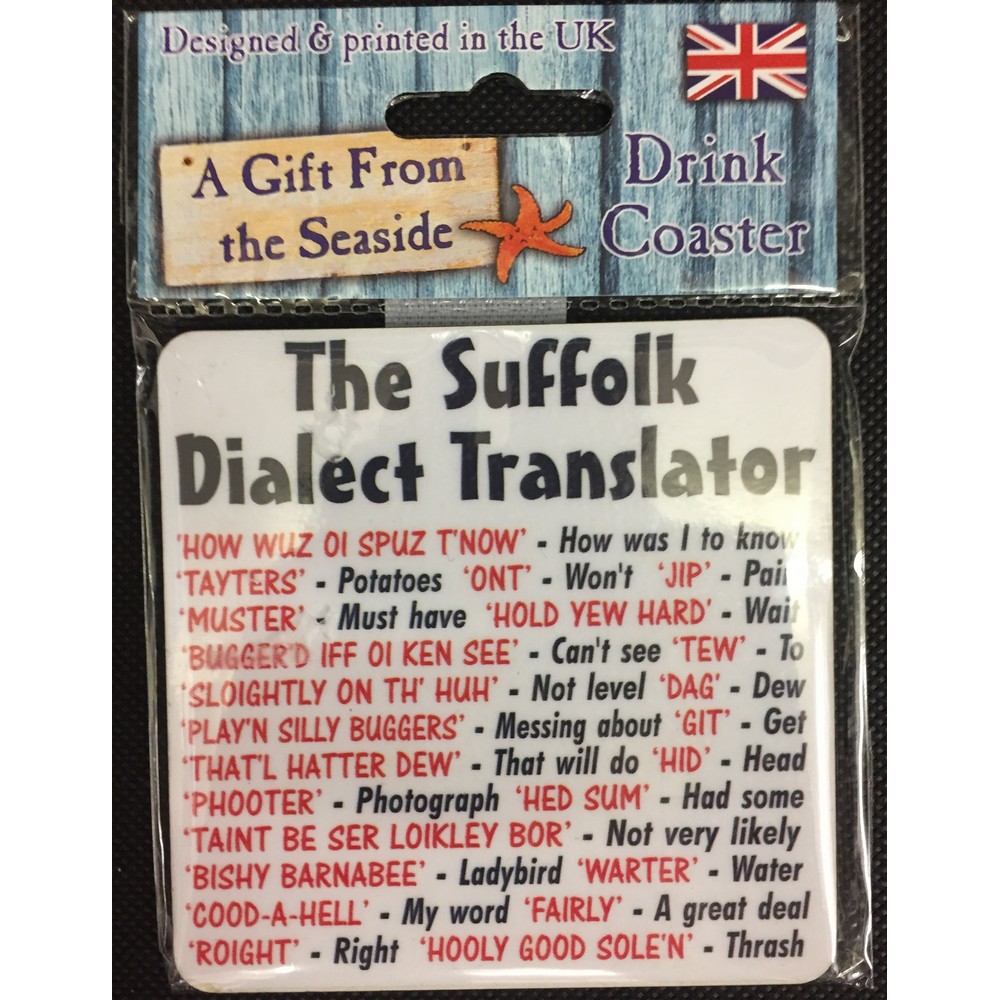 Designed & printed in the UK
A Gift From
the Seaside
Drink
Coaster
The Suffolk
Dialect Translator
'HOW WUZ OI SPUZ T'NOW' - How was I to know
'TAYTERS' - Potatoes 'ONT' - Won't 'JIP' - Pain
'MUSTER' - Must have 'HOLD YEW HARD' - Wait
'BUGGER'D IFF OI KEN SEE' - Can't see 'TEW' - To
'SLOIGHTLY ON TH' HUH' - Not level 'DAG' - Dew
'PLAY'N SILLY BUGGERS' - Messing about 'GIT' - Get
'THAT'L HATTER DEW' - That will do 'HID' - Head
'PHOOTER' - Photograph 'HED SUM' - Had some
'TAINT BE SER LOIKLEY BOR' - Not very likely
'BISHY BARNABEE' - Ladybird 'WARTER' - Water
'COOD-A-HELL' - My word 'FAIRLY' - A great deal
'ROIGHT' - Right 'HOOLY GOOD SOLE'N' - Thrash